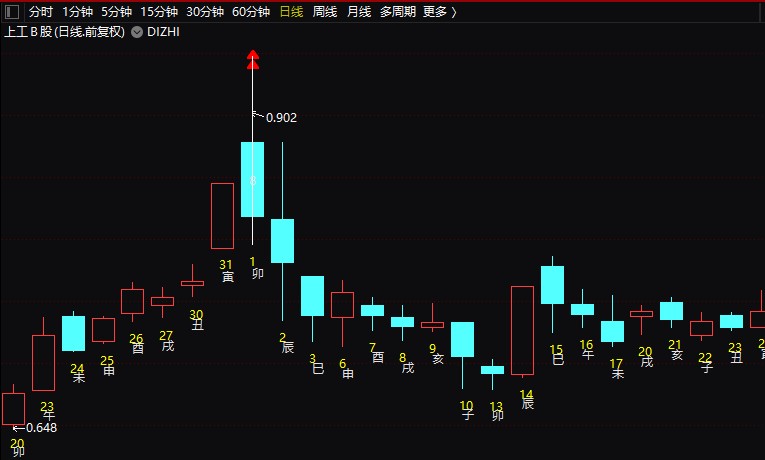 分时 1分钟 5分钟 15分钟 30分钟 60分钟 日线 周线 月线 多周期 更多 〉
上工B股(日线.前复权) DIZHI
0.902
8
31 寅
1 卯
30 丑
26 酉
27 戌
2 辰
25 申
24 未
3 巳
6 申
7 酉
8 戌
9 亥
15 巳
16 午
17 未
20 戌
21 亥
22 子
23 丑
2 寅
23 午
10 子
13 卯
14 辰
0.648
20 卯